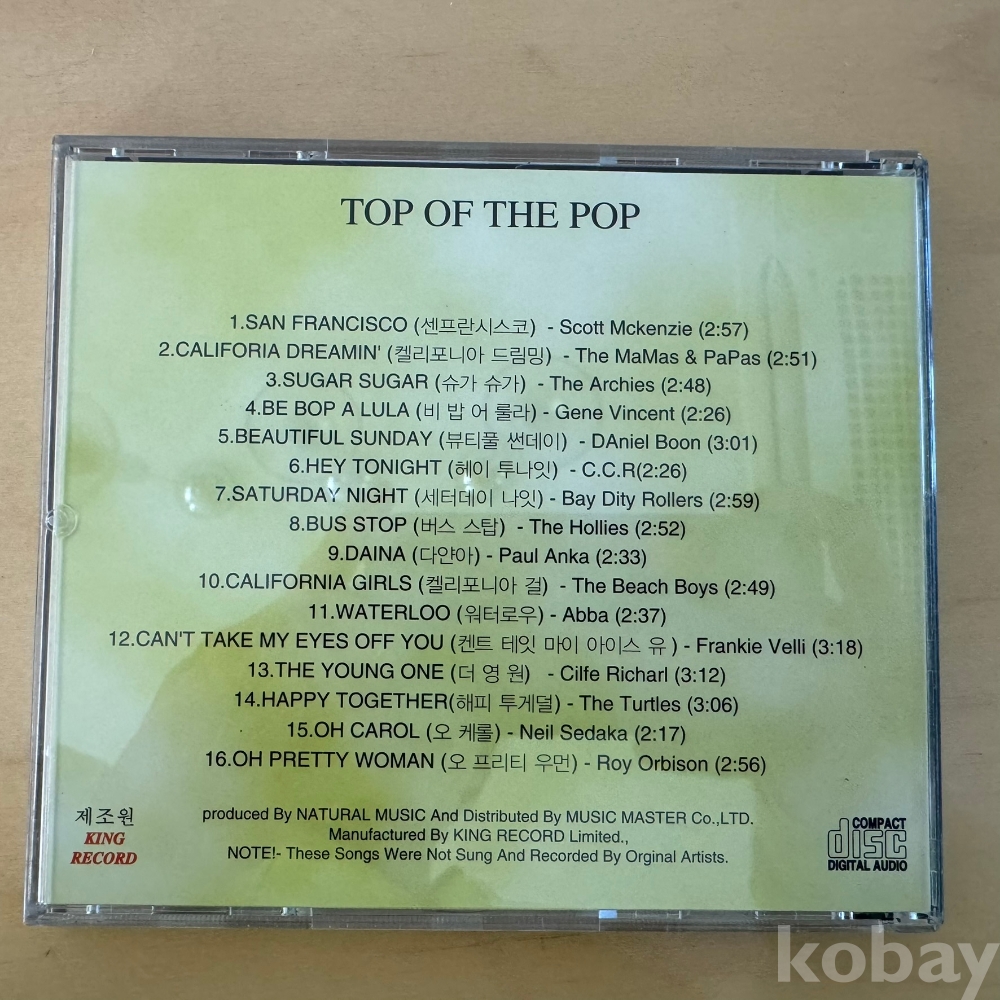 TOP OF THE POP
1.SAN FRANCISCO (센프란시스코) - Scott Mckenzie (2:57)
2.CALIFORIA DREAMIN' (켈리포니아 드림밍) - The MaMas & PaPas (2:51)
3.SUGAR SUGAR (슈가 슈가) - The Archies (2:48)
4.BE BOP A LULA (비 밥 어 룰라) - Gene Vincent (2:26)
5.BEAUTIFUL SUNDAY (뷰티풀 썬데이) - DAniel Boon (3:01)
6.HEY TONIGHT (헤이 투나잇) - C.C.R(2:26)
7.SATURDAY NIGHT (세터데이 나잇) - Bay Dity Rollers (2:59)
8.BUS STOP (버스 스탑) - The Hollies (2:52)
9.DAINA (다얀아) - Paul Anka (2:33)
10.CALIFORNIA GIRLS (켈리포니아 걸) - The Beach Boys (2:49)
11.WATERLOO (워터로우) - Abba (2:37)
12.CAN'T TAKE MY EYES OFF YOU (켄트 테잇 마이 아이스 유 ) - Frankie Velli (3:18)
13.THE YOUNG ONE (더 영 원) - Cilfe Richarl (3:12)
14.HAPPY TOGETHER(해피 투게덜) - The Turtles (3:06)
15.OH CAROL (오 케롤) - Neil Sedaka (2:17)
16.OH PRETTY WOMAN (오 프리티 우먼) - Roy Orbison (2:56)
제조원
KING
RECORD
produced By NATURAL MUSIC And Distributed By MUSIC MASTER Co.,LTD.
Manufactured By KING RECORD Limited.,
NOTE!- These Songs Were Not Sung And Recorded By Orginal Artists.
COMPACT
disc
DIGITAL AUDIO
kobay